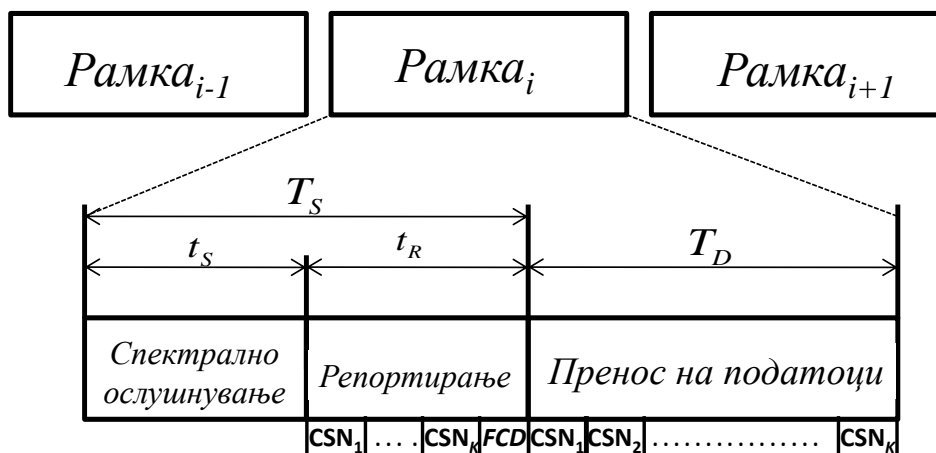 Рамка_{i-1} Рамка_i Рамка_{i+1}
T_S
t_S t_R T_D
Спектрално ослушнување Репортирање Пренос на податоци
CSN_1 .... CSN_K FCD CSN_1 CSN_2 .................. CSN_K